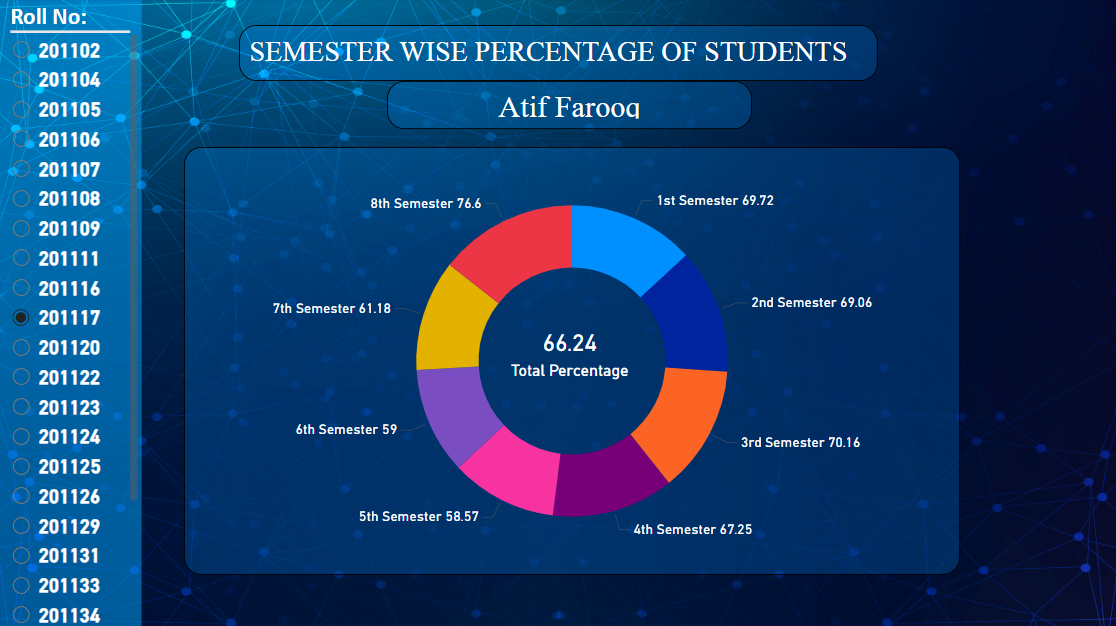 Roll No:
201102
201104
201105
201106
201107
201108
201109
201111
201116
201117
201120
201122
201123
201124
201125
201126
201129
201131
201133
201134
SEMESTER WISE PERCENTAGE OF STUDENTS
Atif Farooq
8th Semester 76.6
1st Semester 69.72
7th Semester 61.18
2nd Semester 69.06
66.24
Total Percentage
6th Semester 59
3rd Semester 70.16
5th Semester 58.57
4th Semester 67.25